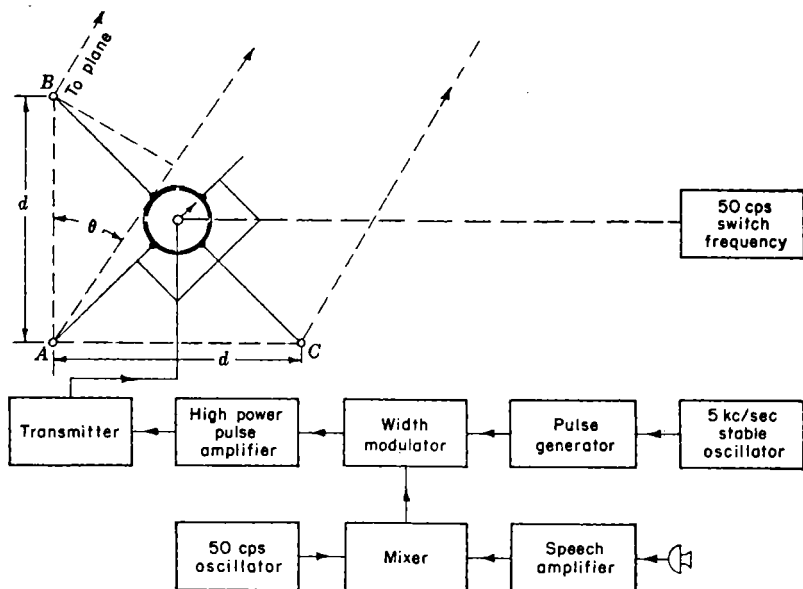 To plane
B
d
θ
A
d
C
50 cps
switch
frequency
Transmitter
High power
pulse
amplifier
Width
modulator
Pulse
generator
5 kc/sec
stable
oscillator
50 cps
oscillator
Mixer
Speech
amplifier